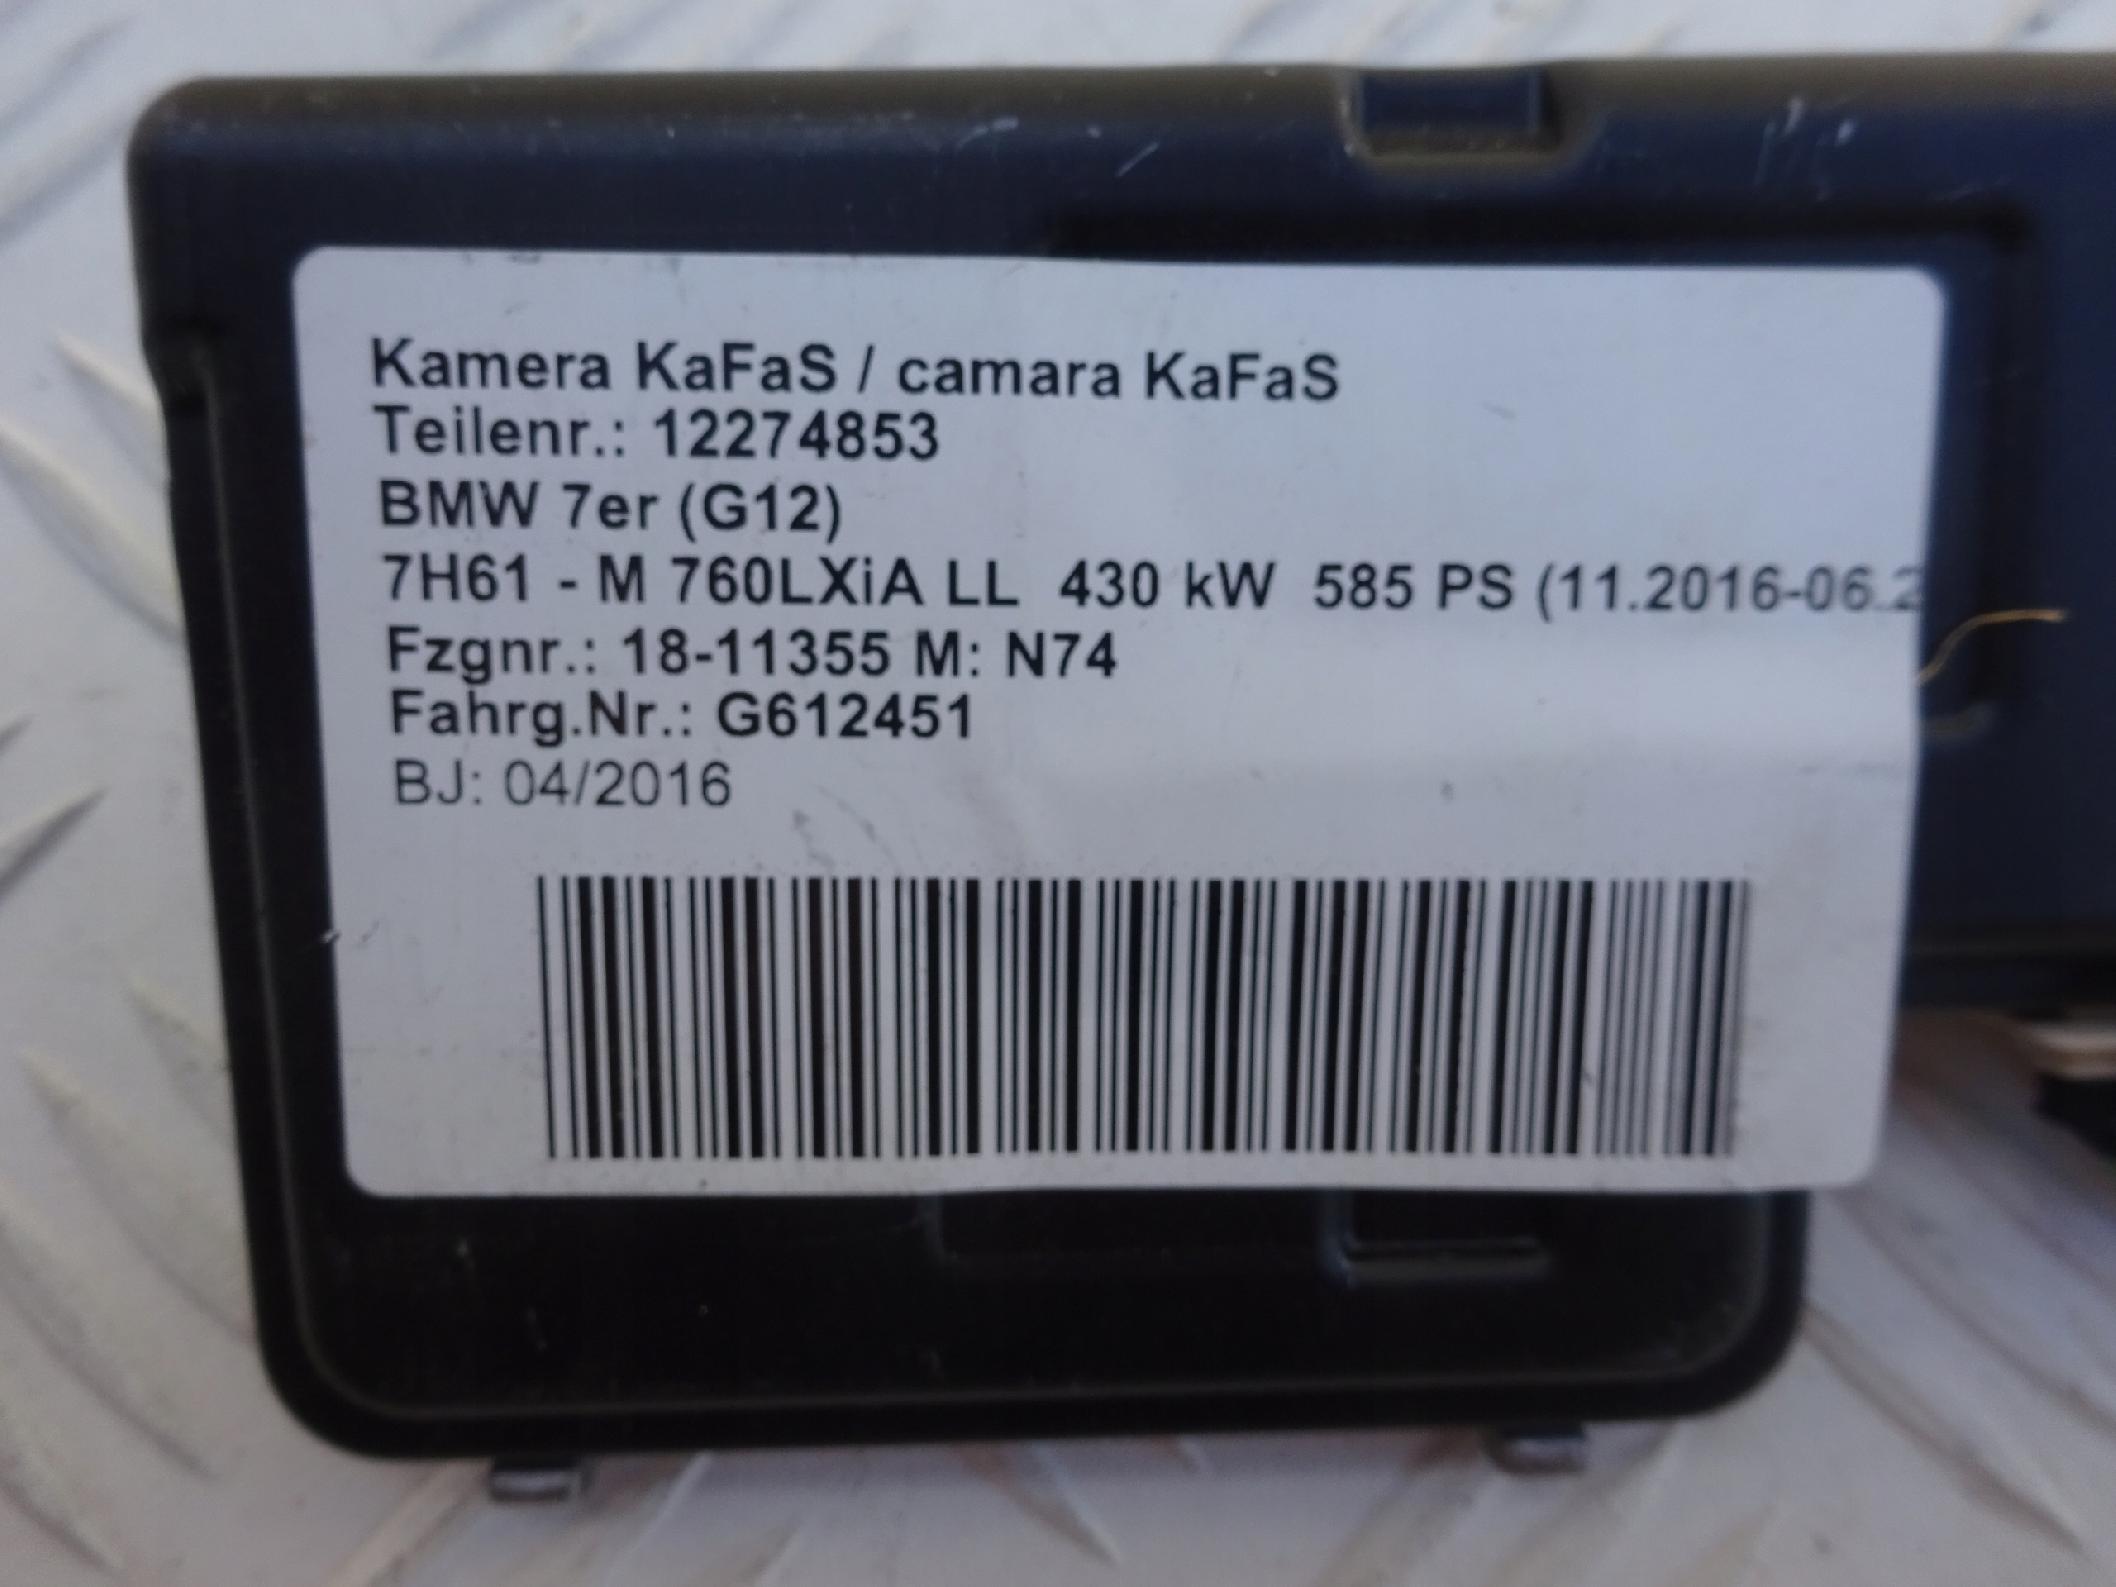 Kamera KaFaS / camara KaFaS
Teilenr.: 12274853
BMW 7er (G12)
7H61 - M 760LXiA LL 430 kW 585 PS (11.2016-06.2
Fzgnr.: 18-11355 M: N74
Fahrg.Nr.: G612451
BJ: 04/2016